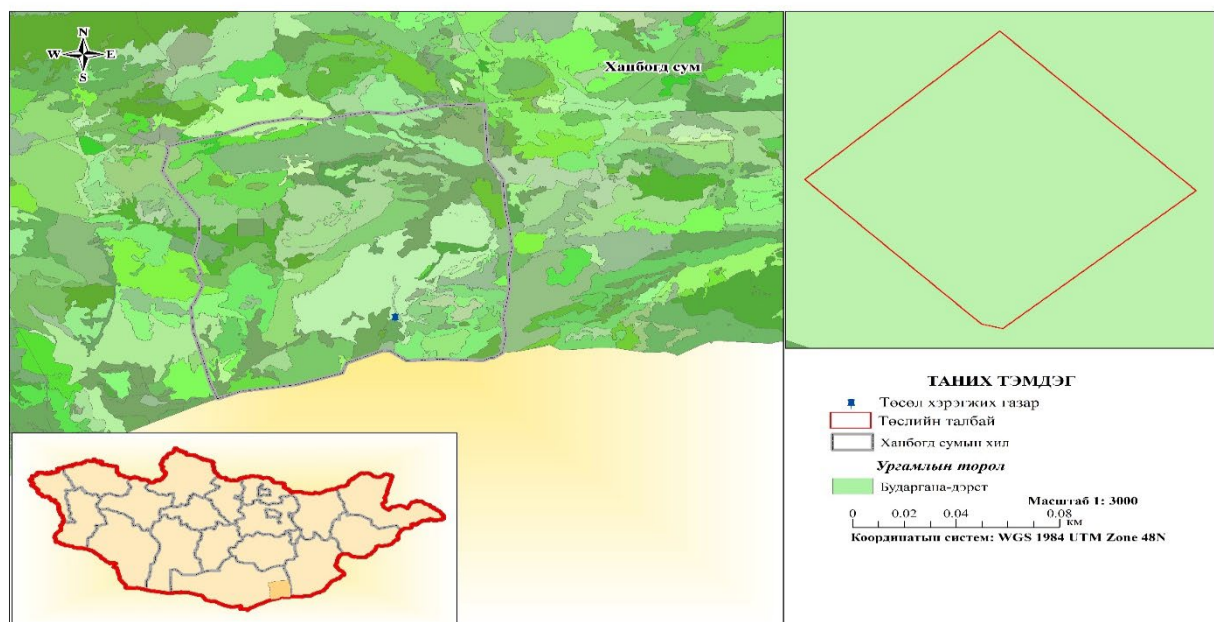 N
W E
S
Ханбогд сум
ТАНИХ ТЭМДЭГ
Төсөл хэрэгжих газар
Төслийн талбай
Ханбогд сумын хил
Ургамлын төрөл
Бударгана-дэрст
Масштаб 1: 3000
0 0.02 0.04 0.08
км
Координатын систем: WGS 1984 UTM Zone 48N